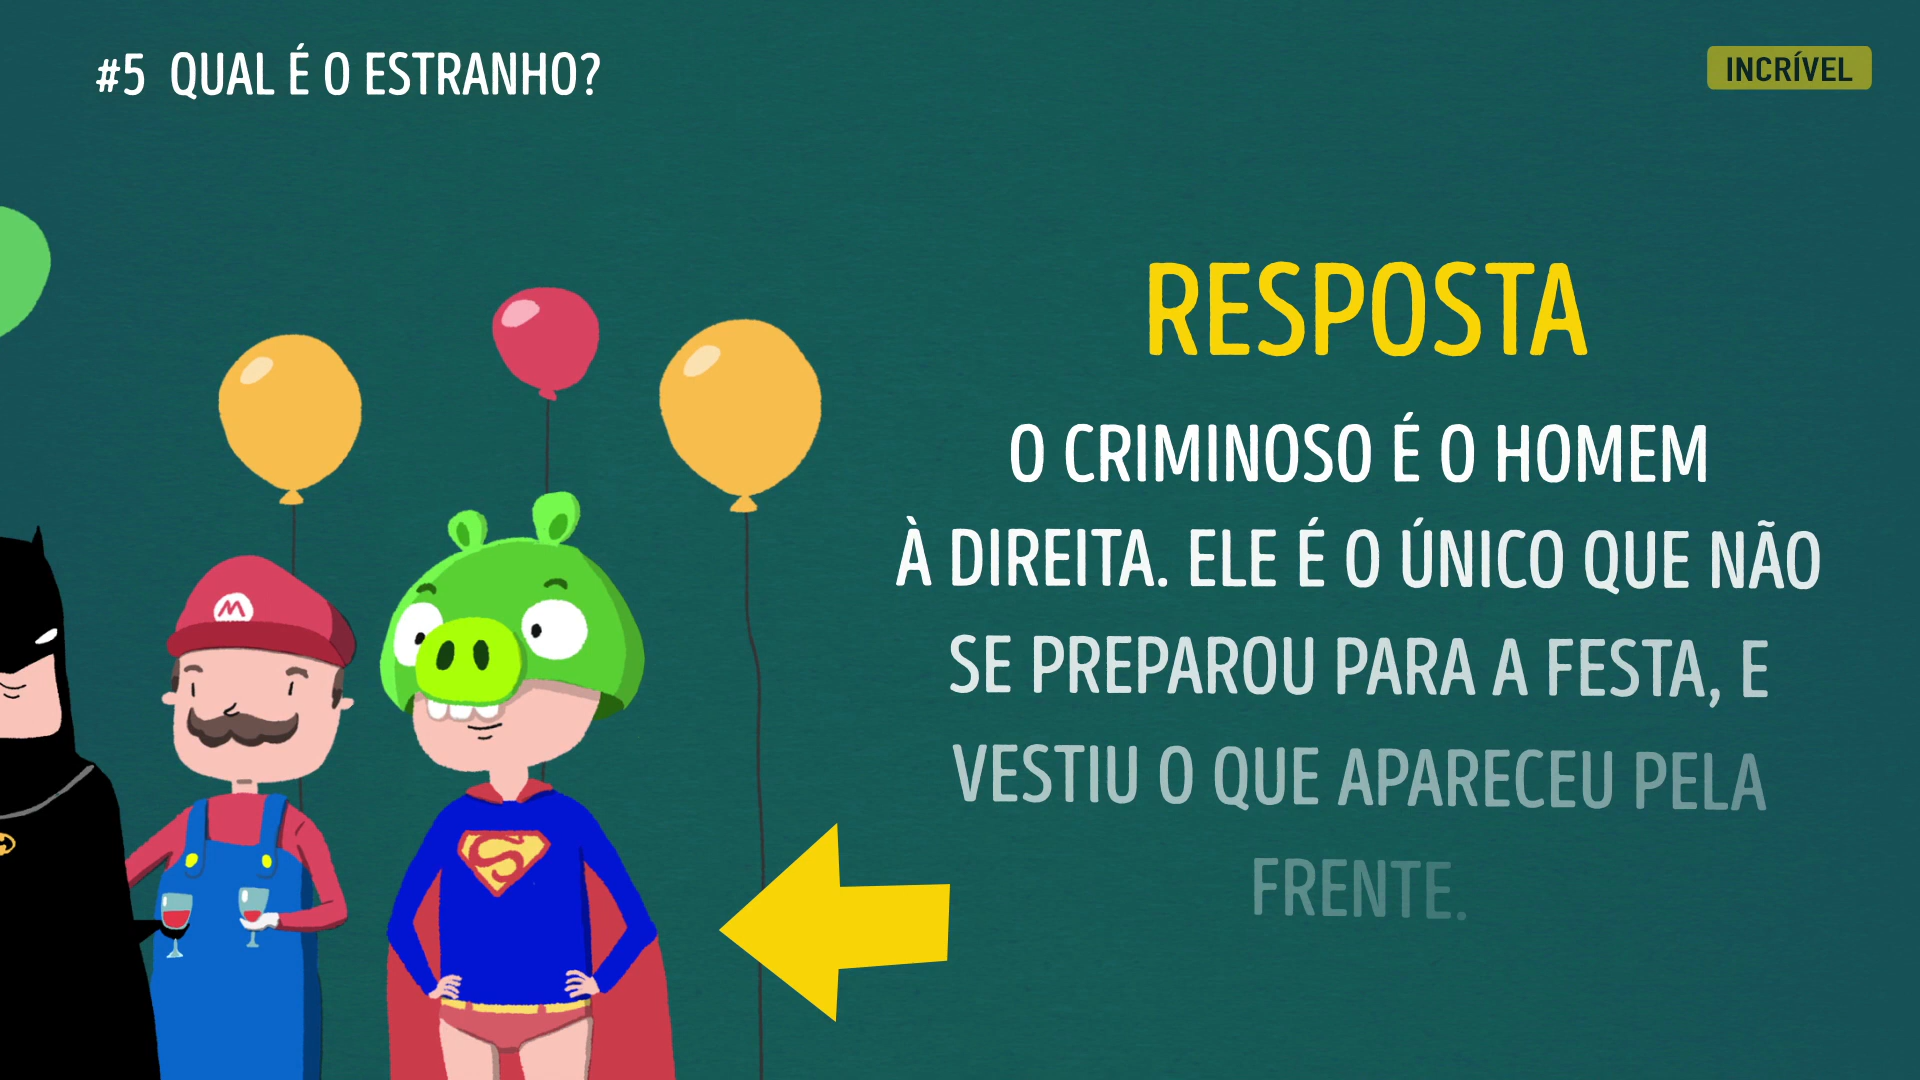 #5 QUAL É O ESTRANHO?
INCRÍVEL
RESPOSTA
O CRIMINOSO É O HOMEM
À DIREITA. ELE É O ÚNICO QUE NÃO
SE PREPAROU PARA A FESTA, E
VESTIU O QUE APARECEU PELA
FRENTE.
M
S